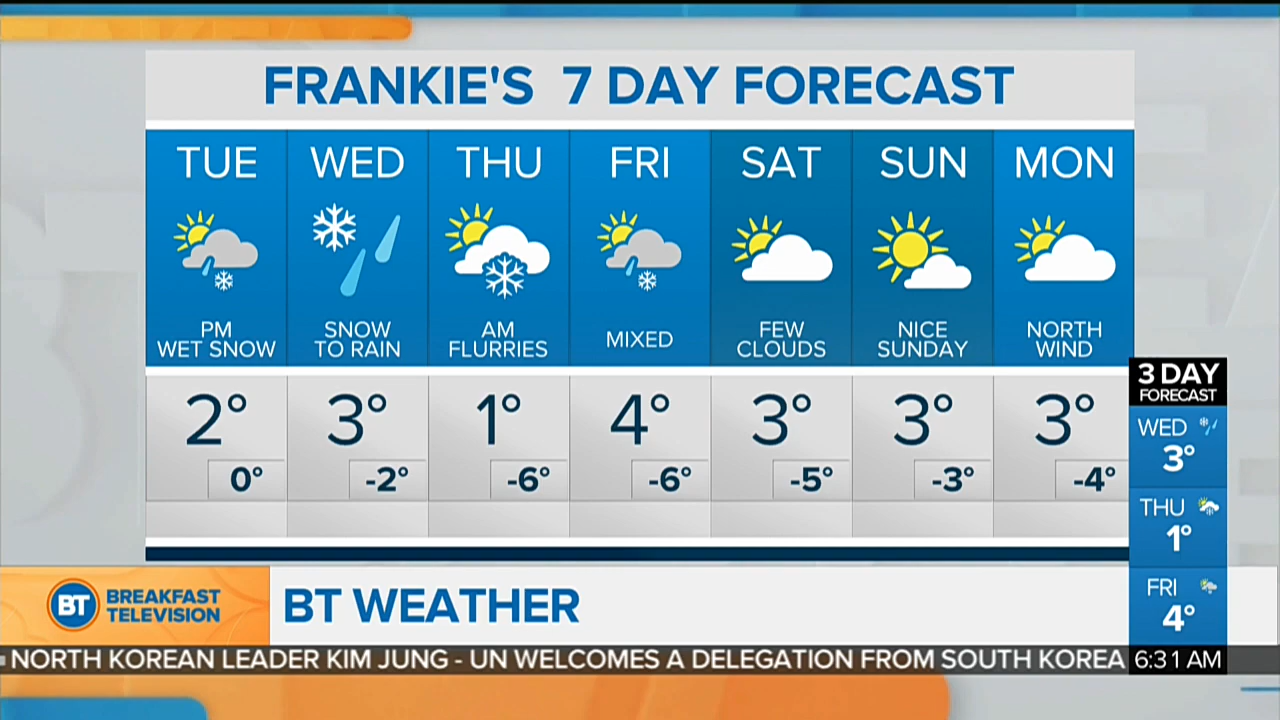 FRANKIE'S 7 DAY FORECAST
TUE WED THU FRI SAT SUN MON
PM
WET SNOW
SNOW
TO RAIN
AM
FLURRIES
MIXED
FEW
CLOUDS
NICE
SUNDAY
NORTH
WIND
2° 3° 1° 4° 3° 3° 3°
0° -2° -6° -6° -5° -3° -4°
3 DAY
FORECAST
WED
3°
THU
1°
FRI
4°
BT
BREAKFAST
TELEVISION
BT WEATHER
NORTH KOREAN LEADER KIM JUNG - UN WELCOMES A DELEGATION FROM SOUTH KOREA
6:31 AM